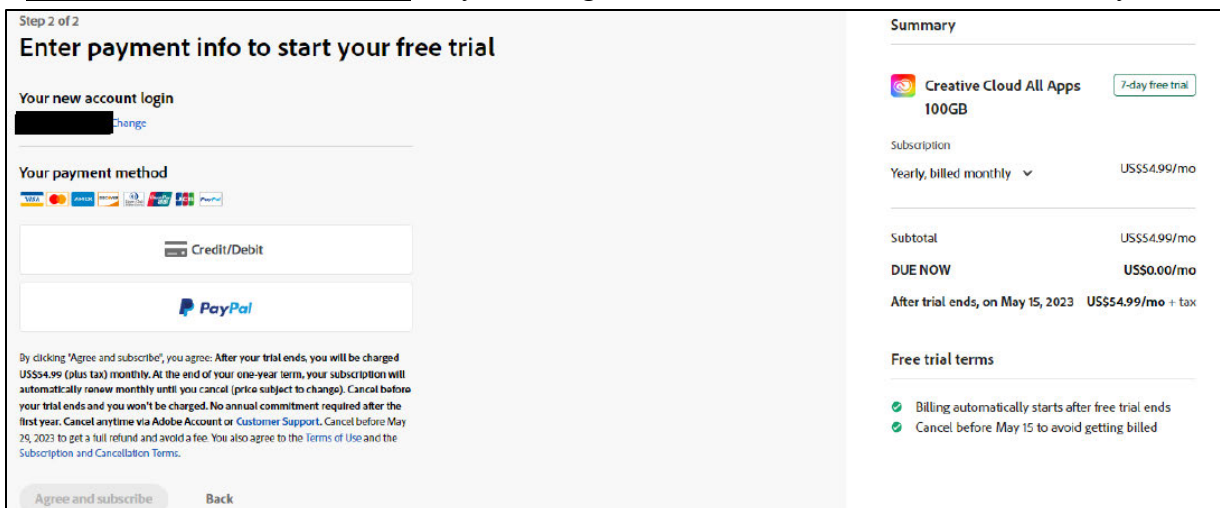 Step 2 of 2
Enter payment info to start your free trial
Your new account login
Change
Your payment method
VISA AMEX DISCOVER JCB PayPal
Credit/Debit
PayPal
By clicking "Agree and subscribe", you agree: After your trial ends, you will be charged
US$54.99 (plus tax) monthly. At the end of your one-year term, your subscription will
automatically renew monthly until you cancel (price subject to change). Cancel before
your trial ends and you won't be charged. No annual commitment required after the
first year. Cancel anytime via Adobe Account or Customer Support. Cancel before May
29, 2023 to get a full refund and avoid a fee. You also agree to the Terms of Use and the
Subscription and Cancellation Terms.
Agree and subscribe Back
Summary
Creative Cloud All Apps 7-day free trial
100GB
Subscription
Yearly, billed monthly US$54.99/mo
Subtotal US$54.99/mo
DUE NOW US$0.00/mo
After trial ends, on May 15, 2023 US$54.99/mo + tax
Free trial terms
Billing automatically starts after free trial ends
Cancel before May 15 to avoid getting billed